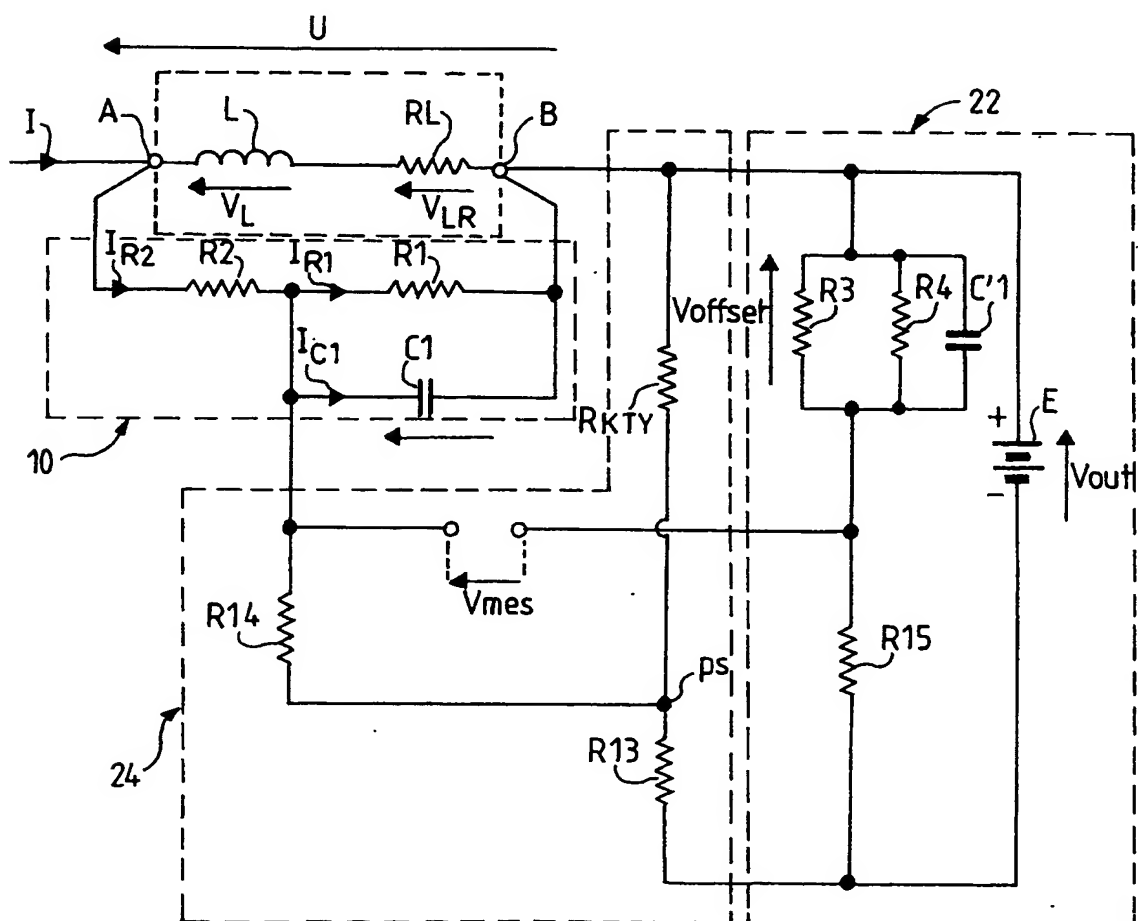 U
22
I
A
L
RL
B
VL
VLR
IR2
R2
IR1
R1
Voffset
R3
R4
C'1
IC1
C1
RKTY
+
E
10
-
Vout
Vmes
R14
R15
ps
24
R13